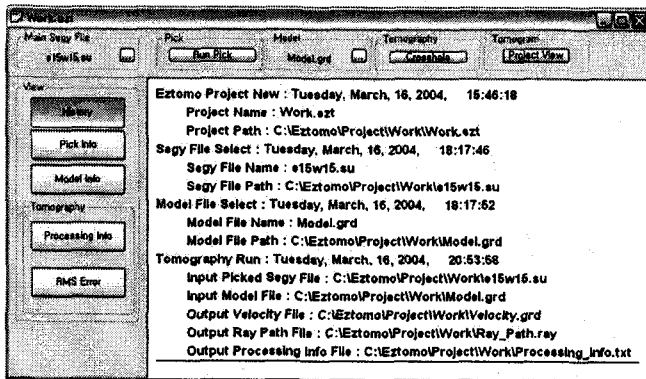 Work.ezt
Main Segy File
e15w15.su
...
Pick
Run Pick
Model
Model.grd
...
Tomography
Crosshole
Tomogram
Project View
View
History
Pick Info
Model Info
Tomography
Processing Info
RMS Error
Eztomo Project New : Tuesday, March, 16, 2004, 15:46:18
Project Name : Work.ezt
Project Path : C:\Eztomo\Project\Work\Work.ezt
Segy File Select : Tuesday, March, 16, 2004, 18:17:46
Segy File Name : e15w15.su
Segy File Path : C:\Eztomo\Project\Work\e15w15.su
Model File Select : Tuesday, March, 16, 2004, 18:17:52
Model File Name : Model.grd
Model File Path : C:\Eztomo\Project\Work\Model.grd
Tomography Run : Tuesday, March, 16, 2004, 20:53:58
Input Picked Segy File : C:\Eztomo\Project\Work\e15w15.su
Input Model File : C:\Eztomo\Project\Work\Model.grd
Output Velocity File : C:\Eztomo\Project\Work\Velocity.grd
Output Ray Path File : C:\Eztomo\Project\Work\Ray_Path.ray
Output Processing Info File : C:\Eztomo\Project\Work\Processing_Info.txt